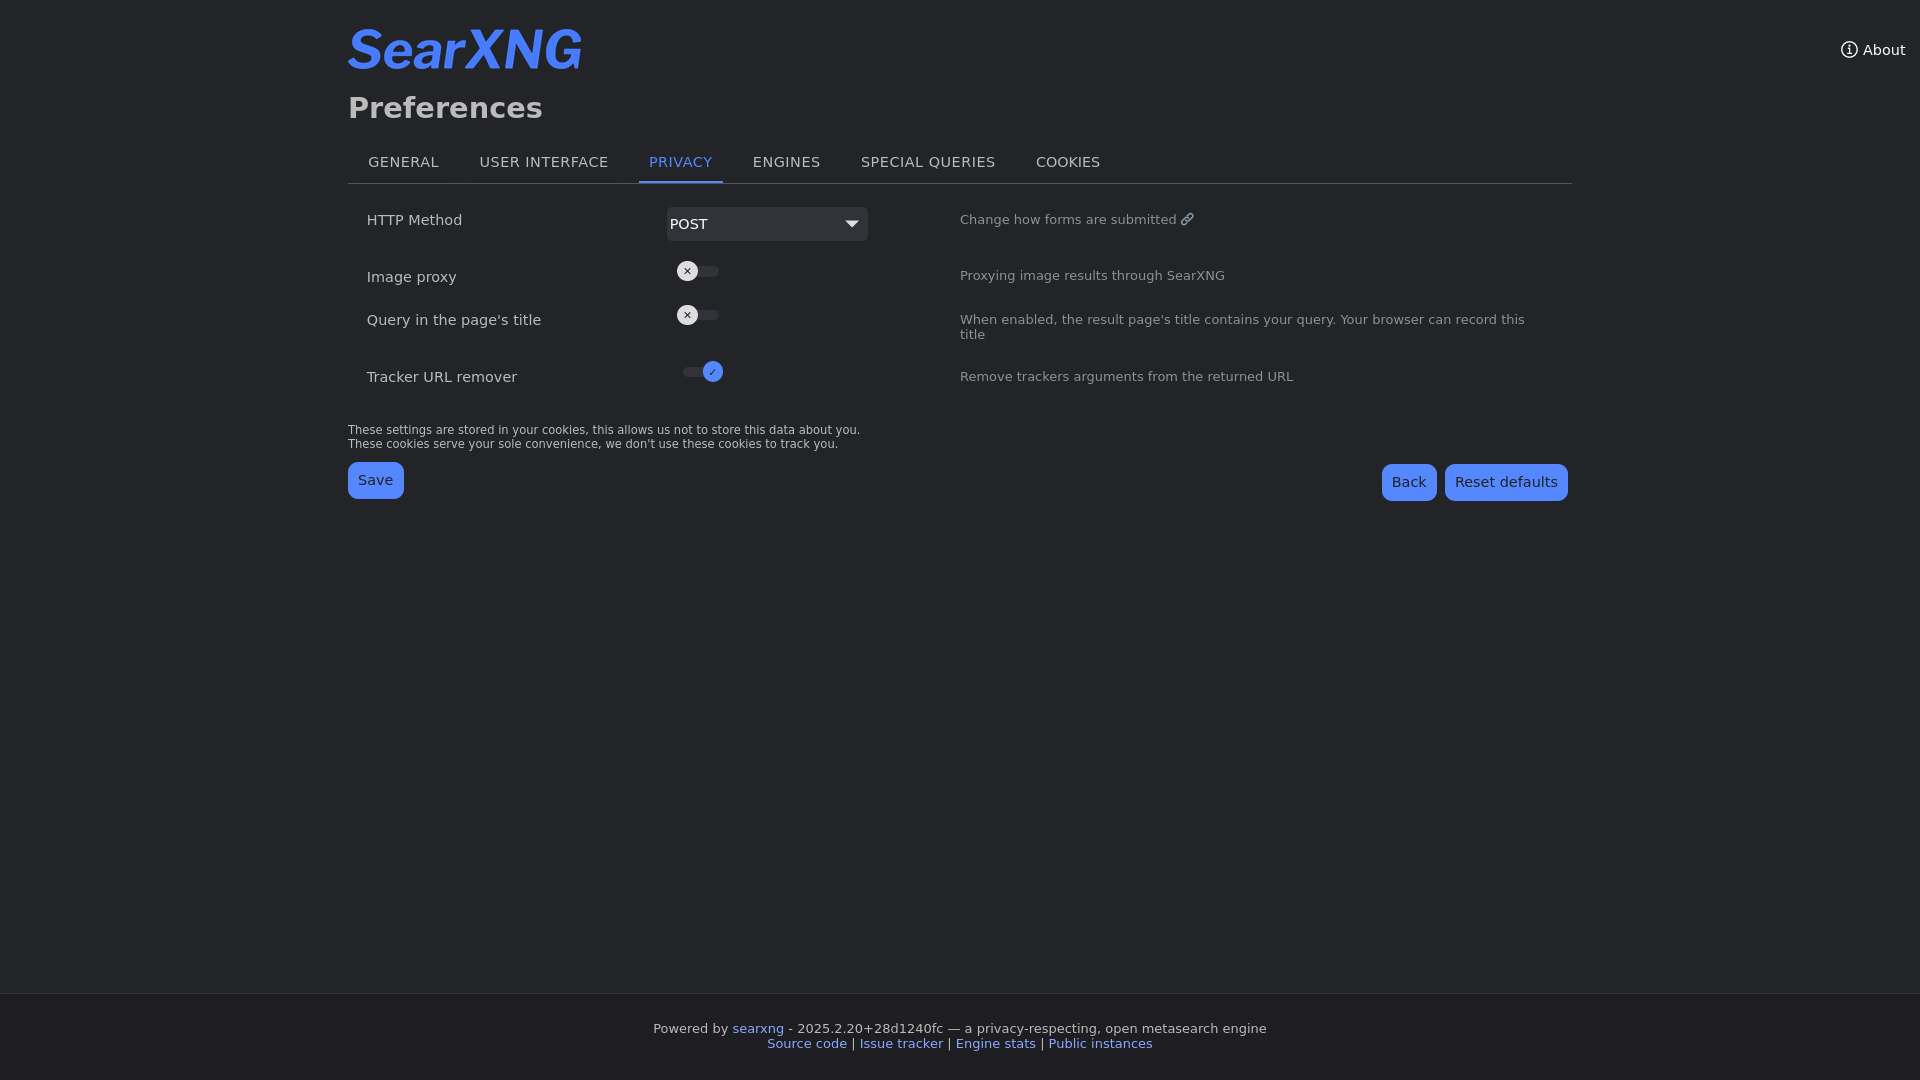 SearXNG
About
Preferences
GENERAL USER INTERFACE PRIVACY ENGINES SPECIAL QUERIES COOKIES
HTTP Method POST Change how forms are submitted
Image proxy Proxying image results through SearXNG
Query in the page's title When enabled, the result page's title contains your query. Your browser can record this
title
Tracker URL remover Remove trackers arguments from the returned URL
These settings are stored in your cookies, this allows us not to store this data about you.
These cookies serve your sole convenience, we don't use these cookies to track you.
Save Back Reset defaults
Powered by searxng - 2025.2.20+28d1240fc — a privacy-respecting, open metasearch engine
Source code | Issue tracker | Engine stats | Public instances